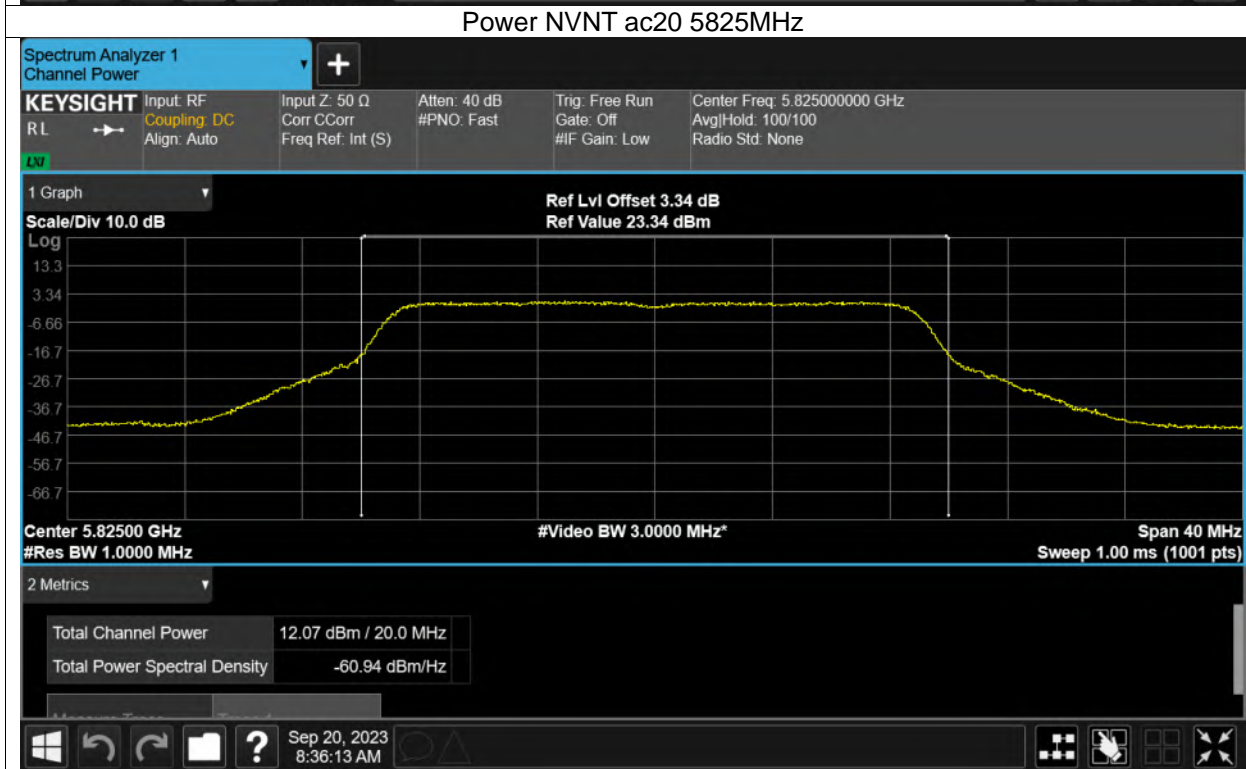 Power NVNT ac20 5825MHz
Spectrum Analyzer 1
Channel Power
KEYSIGHT
RL
LXI
Input: RF
Coupling: DC
Align: Auto
Input Z: 50 Ω
Corr CCorr
Freq Ref: Int (S)
Atten: 40 dB
#PNO: Fast
Trig: Free Run
Gate: Off
#IF Gain: Low
Center Freq: 5.825000000 GHz
Avg|Hold: 100/100
Radio Std: None
1 Graph
Scale/Div 10.0 dB
Ref Lvl Offset 3.34 dB
Ref Value 23.34 dBm
Log
13.3
3.34
-6.66
-16.7
-26.7
-36.7
-46.7
-56.7
-66.7
Center 5.82500 GHz
#Video BW 3.0000 MHz*
Span 40 MHz
#Res BW 1.0000 MHz
Sweep 1.00 ms (1001 pts)
2 Metrics
Total Channel Power 12.07 dBm / 20.0 MHz
Total Power Spectral Density -60.94 dBm/Hz
?
Sep 20, 2023
8:36:13 AM